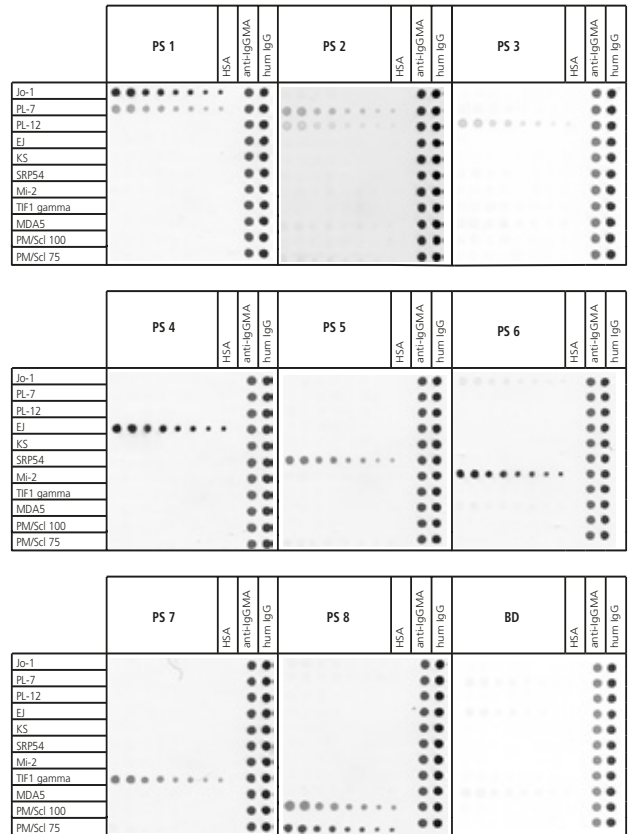 PS 1 HSA anti-IgGMA hum IgG PS 2 HSA anti-IgGMA hum IgG PS 3 HSA anti-IgGMA hum IgG
Jo-1
PL-7
PL-12
EJ
KS
SRP54
Mi-2
TIF1 gamma
MDA5
PM/Scl 100
PM/Scl 75
PS 4 HSA anti-IgGMA hum IgG PS 5 HSA anti-IgGMA hum IgG PS 6 HSA anti-IgGMA hum IgG
Jo-1
PL-7
PL-12
EJ
KS
SRP54
Mi-2
TIF1 gamma
MDA5
PM/Scl 100
PM/Scl 75
PS 7 HSA anti-IgGMA hum IgG PS 8 HSA anti-IgGMA hum IgG BD HSA anti-IgGMA hum IgG
Jo-1
PL-7
PL-12
EJ
KS
SRP54
Mi-2
TIF1 gamma
MDA5
PM/Scl 100
PM/Scl 75